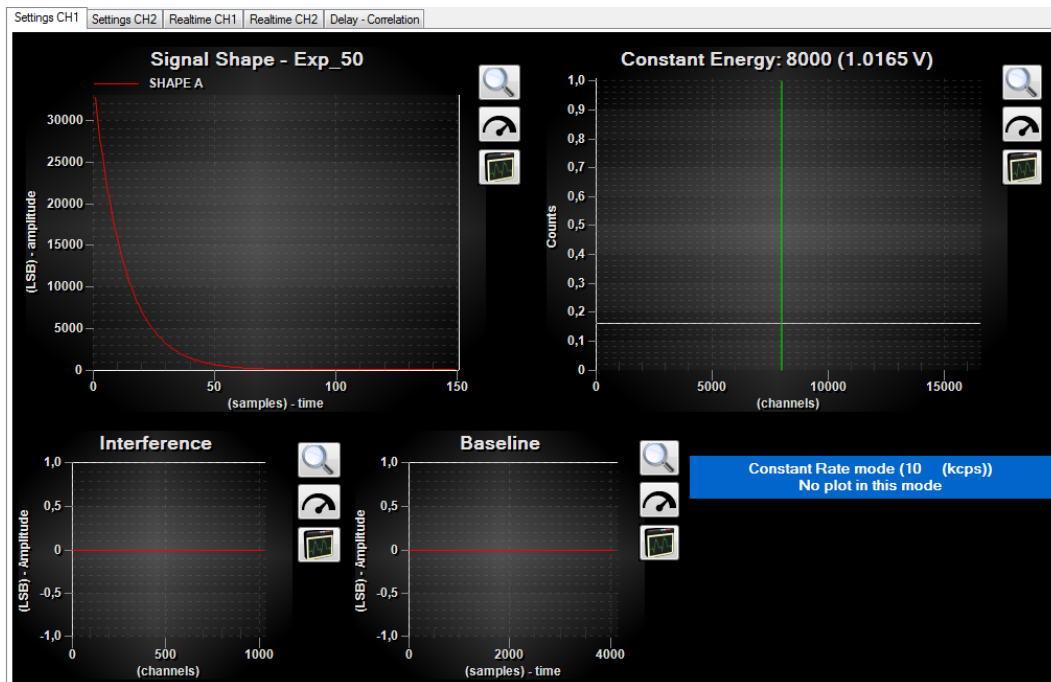 Settings CH1 Settings CH2 Realtime CH1 Realtime CH2 Delay - Correlation
Signal Shape - Exp_50
SHAPE A
30000
25000
20000
15000
10000
5000
0
(LSB) - amplitude
0 50 100 150
(samples) - time
Constant Energy: 8000 (1.0165 V)
1,0
0,9
0,8
0,7
0,6
0,5
0,4
0,3
0,2
0,1
0
Counts
0 5000 10000 15000
(channels)
Interference
1,0
0,5
0
-0,5
-1,0
(LSB) - Amplitude
0 500 1000
(channels)
Baseline
1,0
0,5
0
-0,5
-1,0
(LSB) - Amplitude
0 2000 4000
(samples) - time
Constant Rate mode (10 (kcps))
No plot in this mode